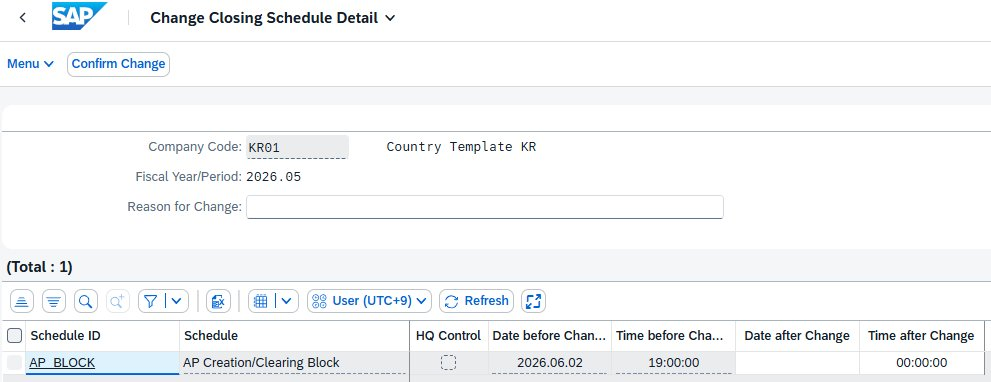 SAP Change Closing Schedule Detail
Menu Confirm Change
Company Code: KR01 Country Template KR
Fiscal Year/Period: 2026.05
Reason for Change:
(Total : 1)
User (UTC+9) Refresh
Schedule ID Schedule HQ Control Date before Chan... Time before Cha... Date after Change Time after Change
AP_BLOCK AP Creation/Clearing Block 2026.06.02 19:00:00 00:00:00